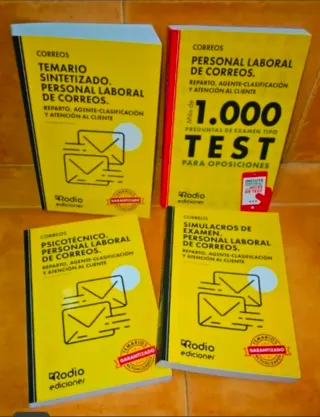 CORREOS
TEMARIO
SINTETIZADO.
PERSONAL LABORAL
DE CORREOS.
REPARTO, AGENTE-CLASIFICACIÓN
Y ATENCIÓN AL CLIENTE
Rodio
ediciones
TEMARIOS
GARANTIZADO
CORREOS
PERSONAL LABORAL
DE CORREOS.
REPARTO, AGENTE-CLASIFICACIÓN
Y ATENCIÓN AL CLIENTE
Más de
1.000
PREGUNTAS DE EXAMEN TIPO
TEST
PARA OPOSICIONES
Rodio
ediciones
CORREOS
PSICOTÉCNICO.
PERSONAL LABORAL
DE CORREOS.
REPARTO, AGENTE-CLASIFICACIÓN
Y ATENCIÓN AL CLIENTE
Rodio
ediciones
TEMARIOS
GARANTIZADO
CORREOS
SIMULACROS DE
EXAMEN.
PERSONAL LABORAL
DE CORREOS.
REPARTO, AGENTE-CLASIFICACIÓN
Y ATENCIÓN AL CLIENTE
Rodio
ediciones
TEMARIOS
GARANTIZADO